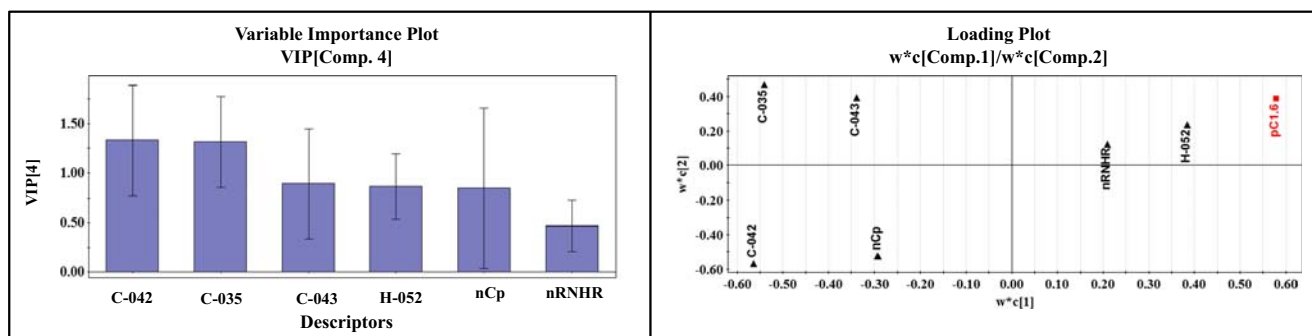 Variable Importance Plot
VIP[Comp. 4]
VIP[4]
1.50
1.00
0.50
0.00
C-042 C-035 C-043 H-052 nCp nRNHR
Descriptors
Loading Plot
w*c[Comp.1]/w*c[Comp.2]
w*c[2]
0.40
0.20
0.00
-0.20
-0.40
-0.60
C-035
C-043
pC1.6
H-052
nRNHR
C-042
nCp
-0.60 -0.50 -0.40 -0.30 -0.20 -0.10 0.00 0.10 0.20 0.30 0.40 0.50 0.60
w*c[1]